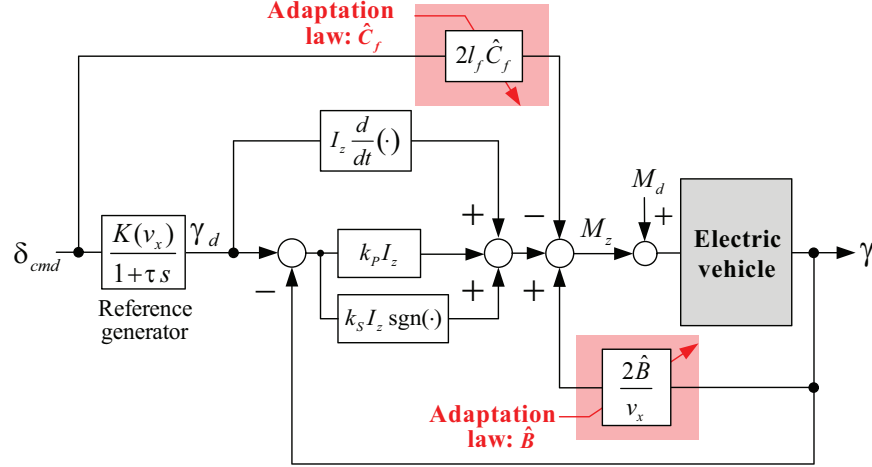 Adaptation
law: Ĉ_f
2l_f Ĉ_f
I_z d/dt (·)
M_d
+
−
+
δ_cmd
K(v_x)
1+τs
γ_d
−
k_P I_z
M_z
Electric
vehicle
γ
Reference
generator
k_S I_z sgn(·)
+
+
2B̂
v_x
Adaptation
law: B̂